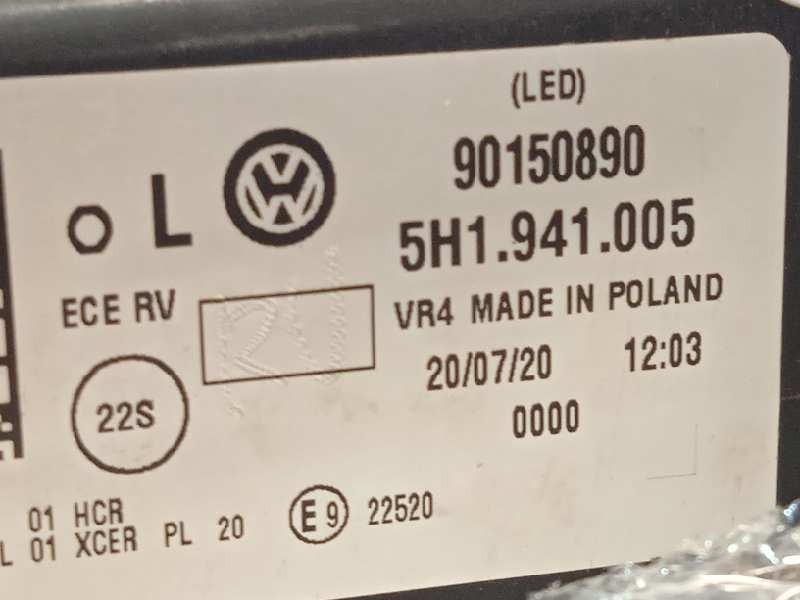 (LED)
90150890
5H1.941.005
L
ECE RV
VR4 MADE IN POLAND
20/07/20 12:03
0000
22S
01 HCR
L 01 XCER PL 20
E9 22520